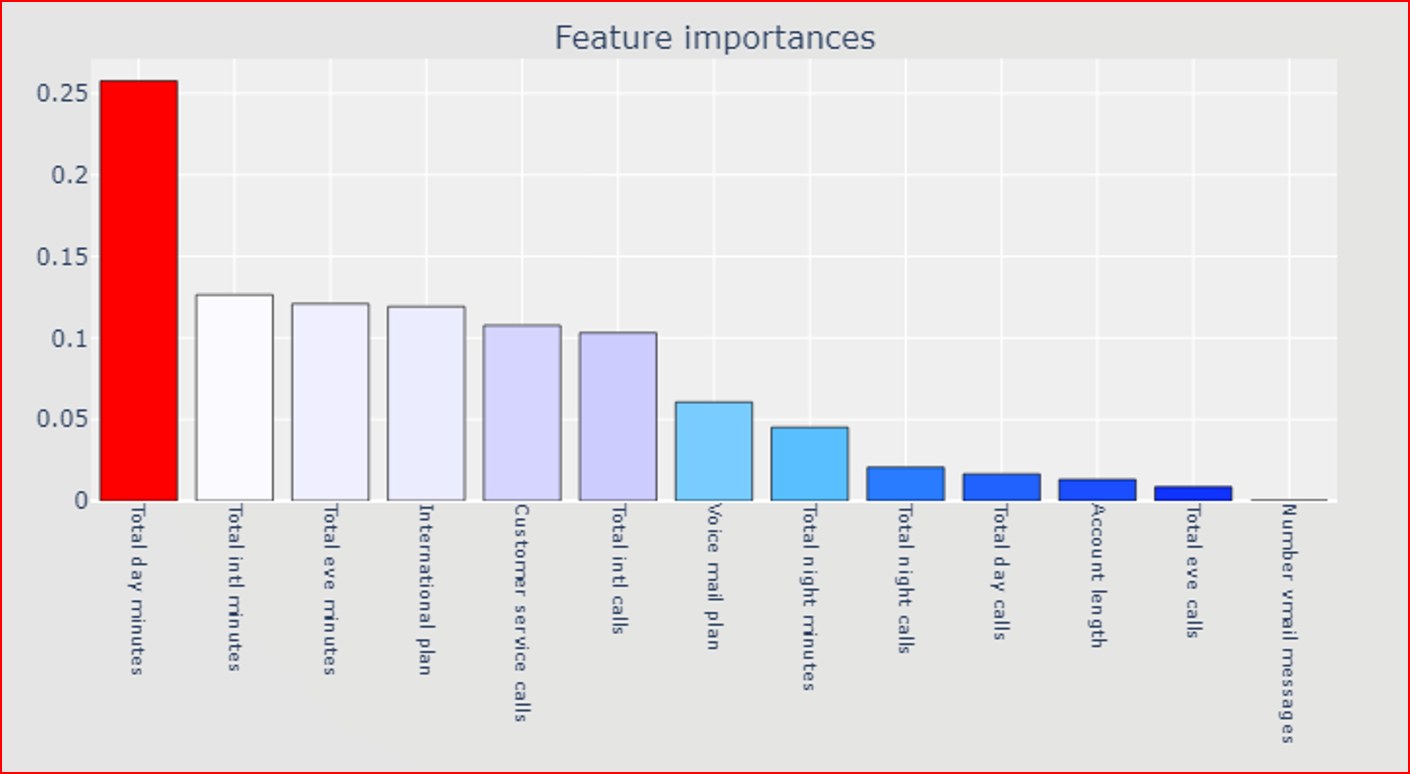 Feature importances
0.25
0.2
0.15
0.1
0.05
0
Total day minutes
Total intl minutes
Total eve minutes
International plan
Customer service calls
Total intl calls
Voice mail plan
Total night minutes
Total night calls
Total day calls
Account length
Total eve calls
Number vmail messages